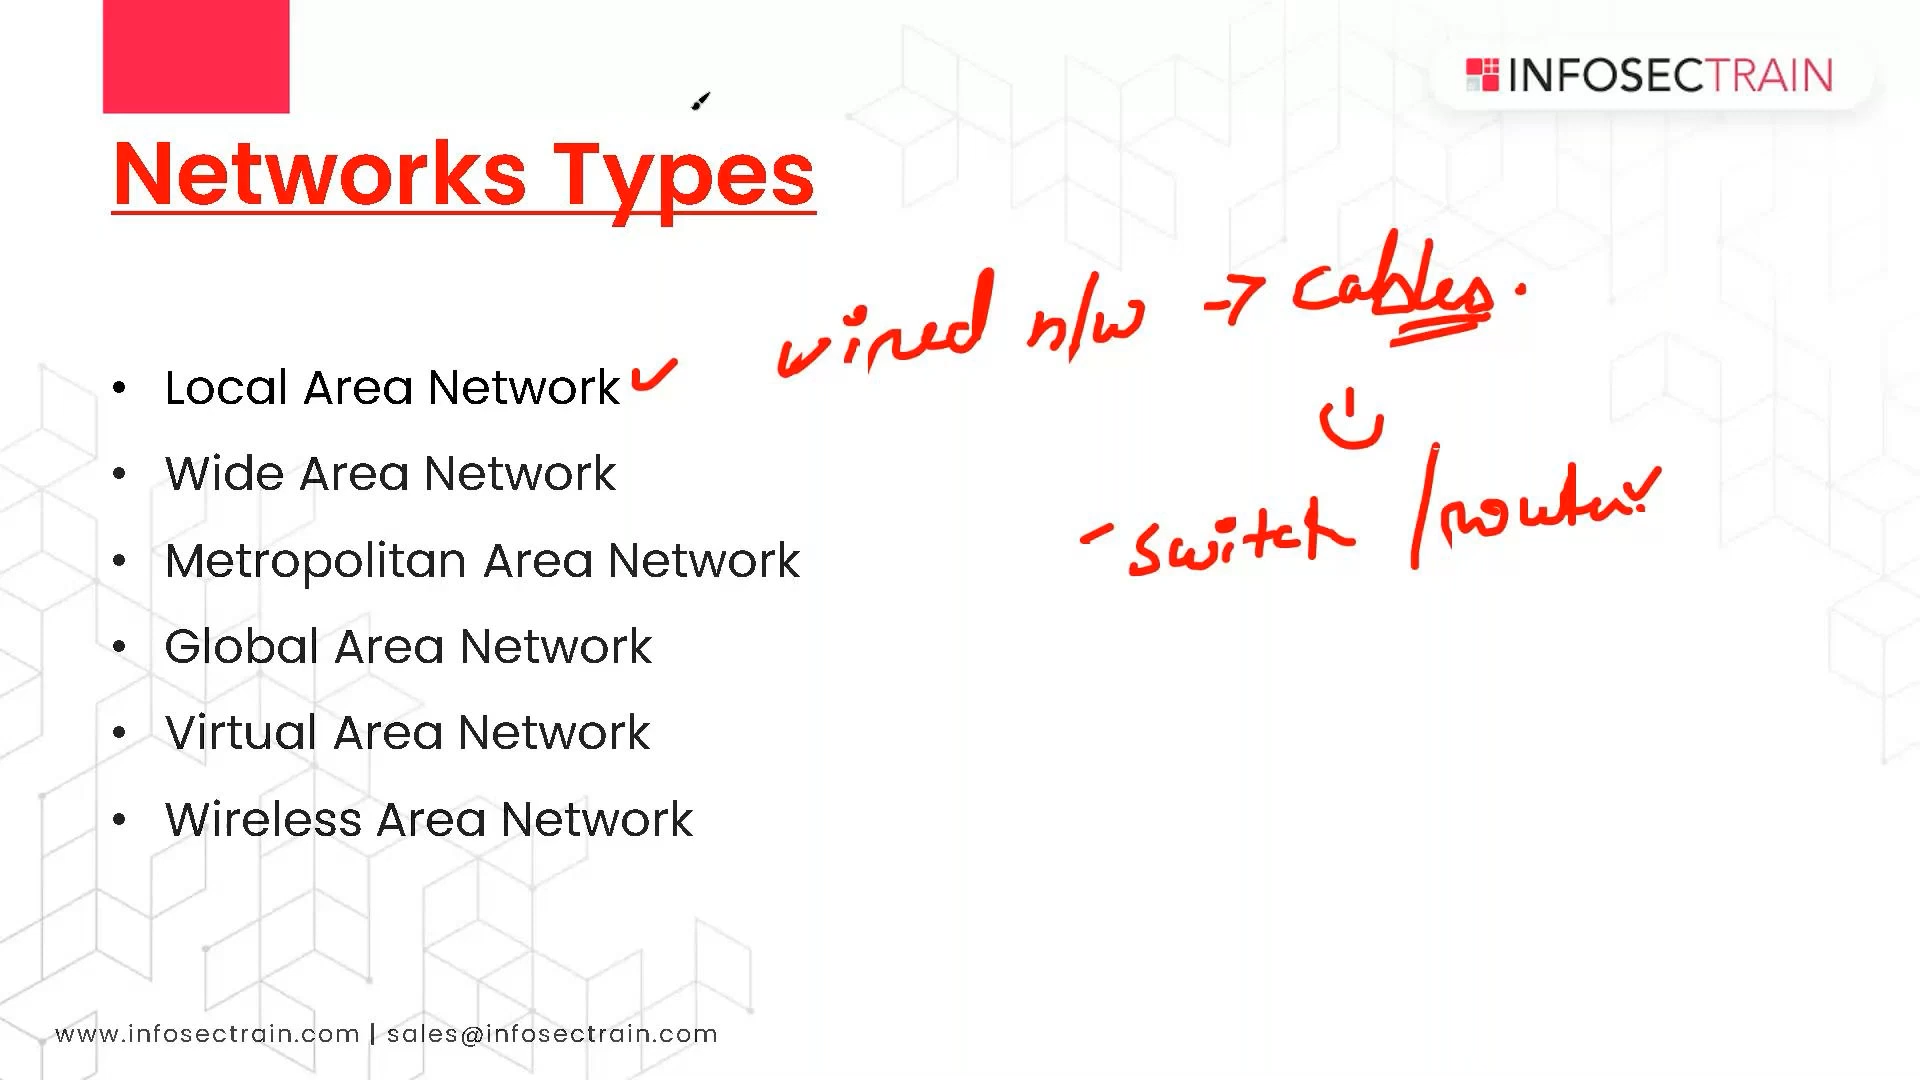 INFOSECTRAIN
Networks Types
wired n/w → cables.
• Local Area Network ✓
• Wide Area Network
- switch / router ✓
• Metropolitan Area Network
• Global Area Network
• Virtual Area Network
• Wireless Area Network
www.infosectrain.com | sales@infosectrain.com